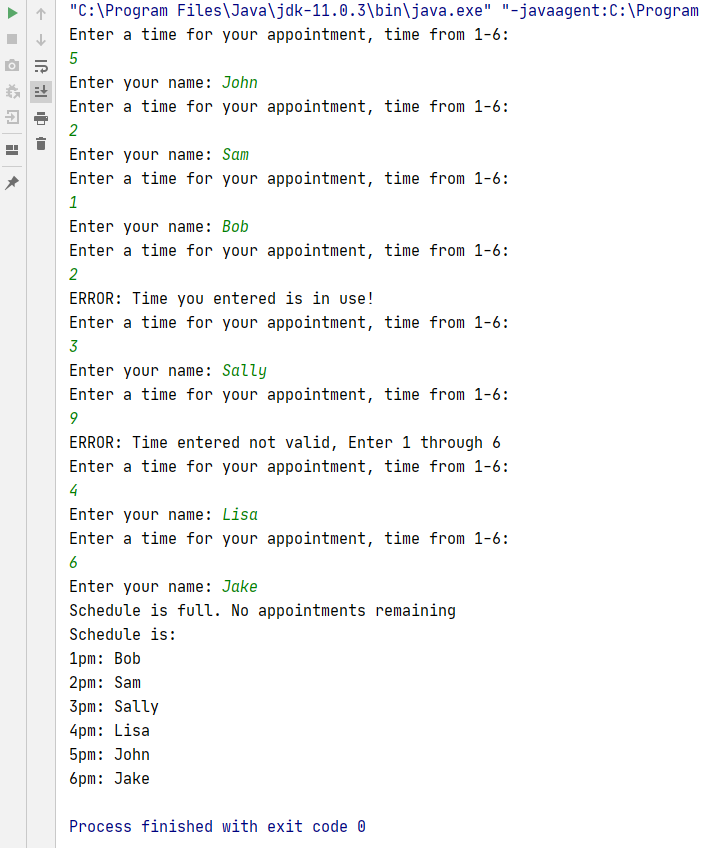 "C:\Program Files\Java\jdk-11.0.3\bin\java.exe" "-javaagent:C:\Program
Enter a time for your appointment, time from 1-6:
5
Enter your name: John
Enter a time for your appointment, time from 1-6:
2
Enter your name: Sam
Enter a time for your appointment, time from 1-6:
1
Enter your name: Bob
Enter a time for your appointment, time from 1-6:
2
ERROR: Time you entered is in use!
Enter a time for your appointment, time from 1-6:
3
Enter your name: Sally
Enter a time for your appointment, time from 1-6:
9
ERROR: Time entered not valid, Enter 1 through 6
Enter a time for your appointment, time from 1-6:
4
Enter your name: Lisa
Enter a time for your appointment, time from 1-6:
6
Enter your name: Jake
Schedule is full. No appointments remaining
Schedule is:
1pm: Bob
2pm: Sam
3pm: Sally
4pm: Lisa
5pm: John
6pm: Jake
Process finished with exit code 0